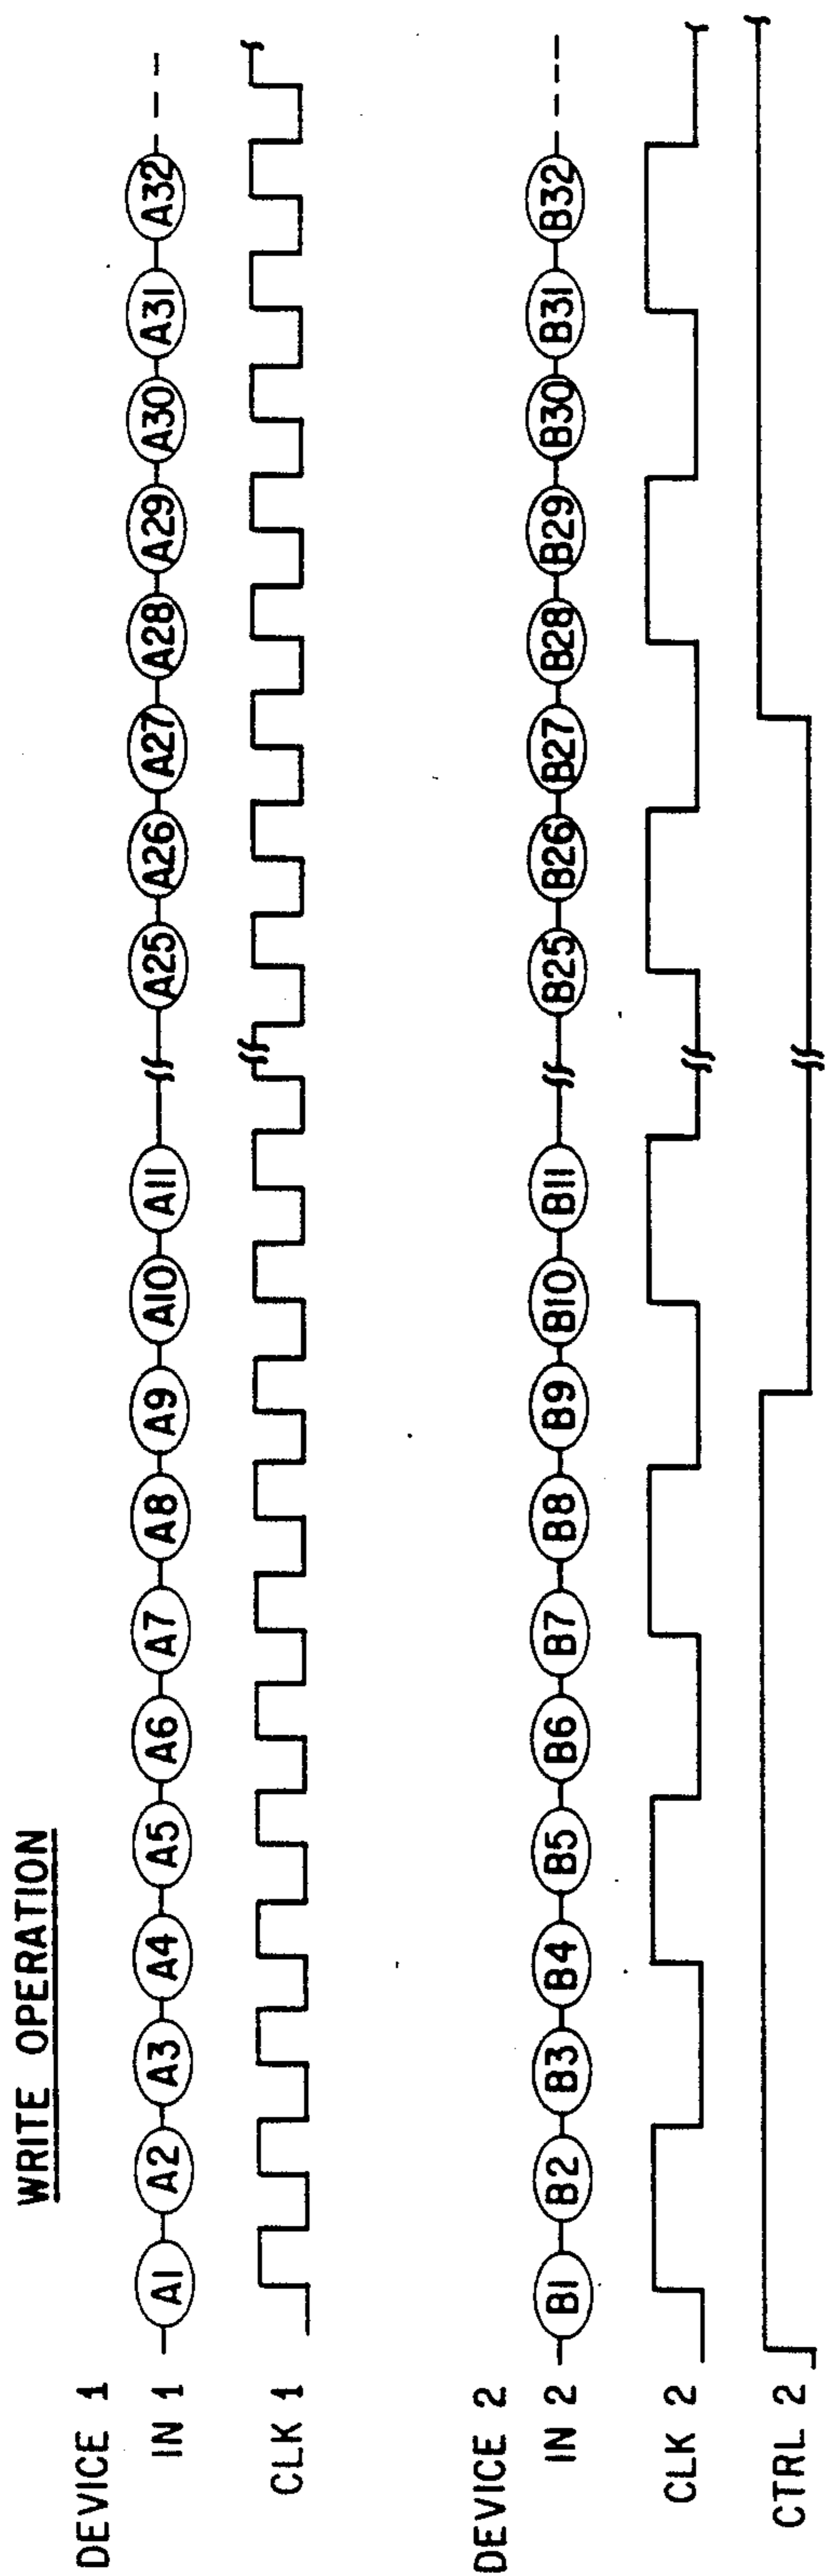 WRITE OPERATION
DEVICE 1
IN 1 A1 A2 A3 A4 A5 A6 A7 A8 A9 A10 A11 A25 A26 A27 A28 A29 A30 A31 A32
CLK 1
DEVICE 2
IN 2 B1 B2 B3 B4 B5 B6 B7 B8 B9 B10 B11 B25 B26 B27 B28 B29 B30 B31 B32
CLK 2
CTRL 2